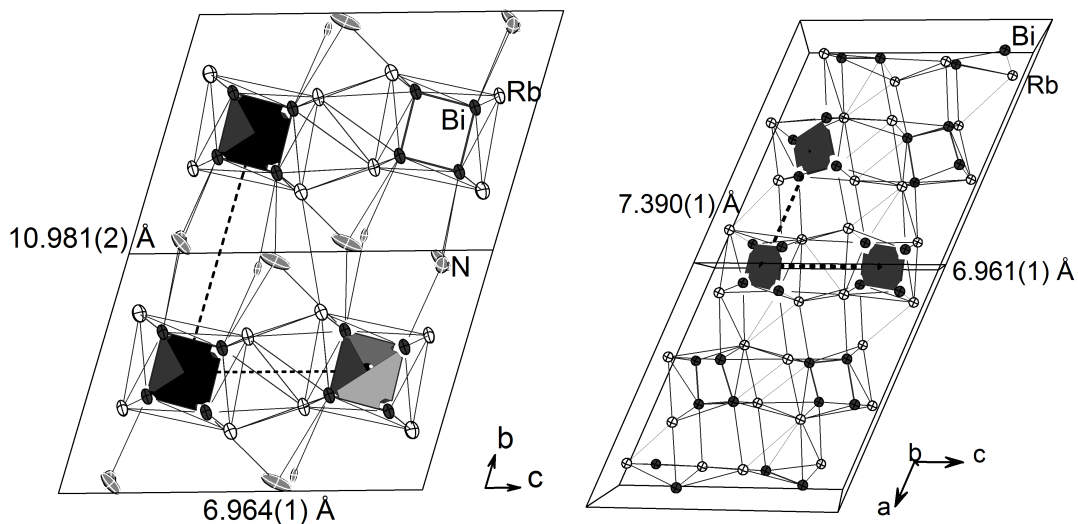 Rb
Bi
10.981(2) Å
N
6.964(1) Å
b
c
Bi
Rb
7.390(1) Å
6.961(1) Å
b
c
a